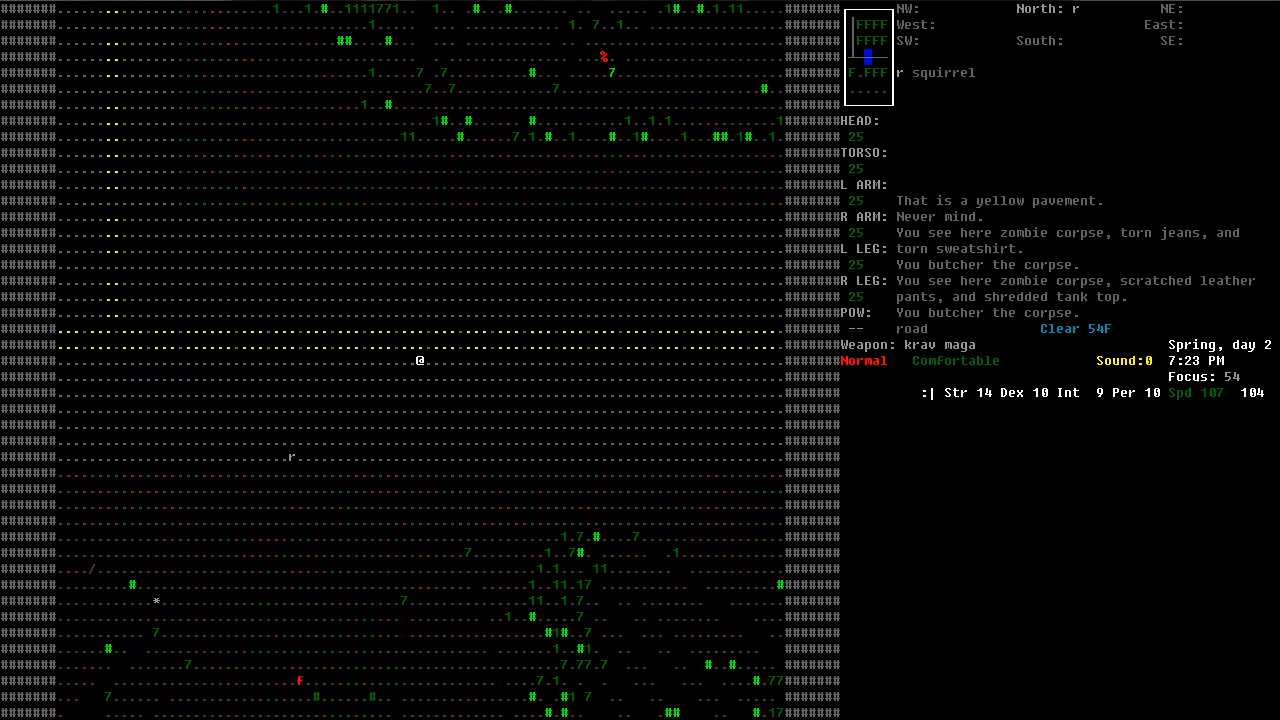 NW: North: r NE:
West: East:
SW: South: SE:
r squirrel
HEAD:
25
TORSO:
25
L ARM:
25 That is a yellow pavement.
R ARM: Never mind.
25 You see here zombie corpse, torn jeans, and
L LEG: torn sweatshirt.
25 You butcher the corpse.
R LEG: You see here zombie corpse, scratched leather
25 pants, and shredded tank top.
POW: You butcher the corpse.
-- road Clear 54F
Weapon: krav maga Spring, day 2
Normal Comfortable Sound:0 7:23 PM
Focus: 54
:| Str 14 Dex 10 Int 9 Per 10 Spd 107 104